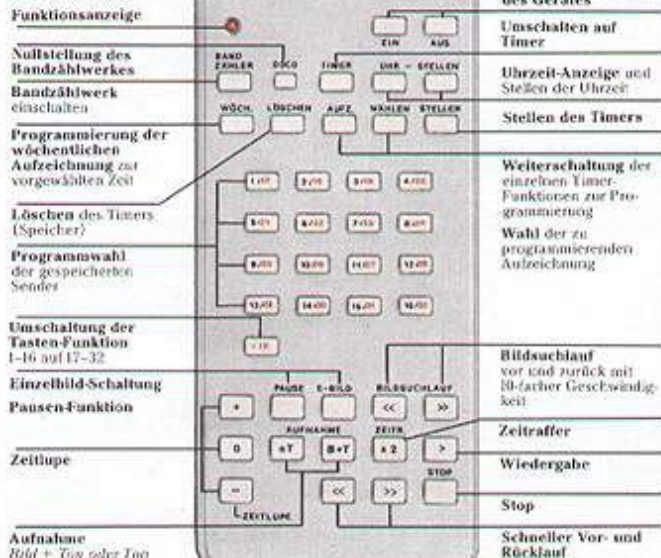 Funktionsanzeige
Nullstellung des
Bandzählwerkes
Bandzählwerk
einschalten
Programmierung der
wöchentlichen
Aufzeichnung zur
vorgewählten Zeit
Löschen des Timers
(Speicher)
Programmwahl
der gespeicherten
Sender
Umschaltung der
Tasten-Funktion
1-16 auf 17-32
Einzelbild-Schaltung
Pausen-Funktion
Zeitlupe
Aufnahme
Bild + Ton oder Ton
EIN AUS
BAND
ZÄHLER 0000 TIMER UHR - STELLEN
WÖCH. LÖSCHEN AUFZ. WÄHLEN STELLEN
PAUSE E-BILD BILDSUCHLAUF
+ << >>
AUFNAHME ZEITR.
0 +T B+T x 2 >
STOP
- << >>
ZEITLUPE
des Gerätes
Umschalten auf
Timer
Uhrzeit-Anzeige und
Stellen der Uhrzeit
Stellen des Timers
Weiterschaltung der
einzelnen Timer-
Funktionen zur Pro-
grammierung
Wahl der zu
programmierenden
Aufzeichnung
Bildsuchlauf
vor und zurück mit
10-facher Geschwindig-
keit
Zeitraffer
Wiedergabe
Stop
Schneller Vor- und
Rücklauf